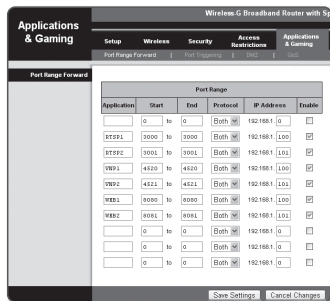 Wireless-G Broadband Router with Sp
Applications & Gaming
Setup Wireless Security Access Restrictions Applications & Gaming
Port Range Forward | Port Triggering | DMZ | QoS
Port Range Forward
Port Range
Application Start End Protocol IP Address Enable
0 to 0 Both 192.168.1. 0
RTSP1 3000 to 3000 Both 192.168.1. 100
RTSP2 3001 to 3001 Both 192.168.1. 101
VNP1 4520 to 4520 Both 192.168.1. 100
VNP2 4521 to 4521 Both 192.168.1. 101
WEB1 8080 to 8080 Both 192.168.1. 100
WEB2 8081 to 8081 Both 192.168.1. 101
0 to 0 Both 192.168.1. 0
0 to 0 Both 192.168.1. 0
0 to 0 Both 192.168.1. 0
Save Settings Cancel Changes